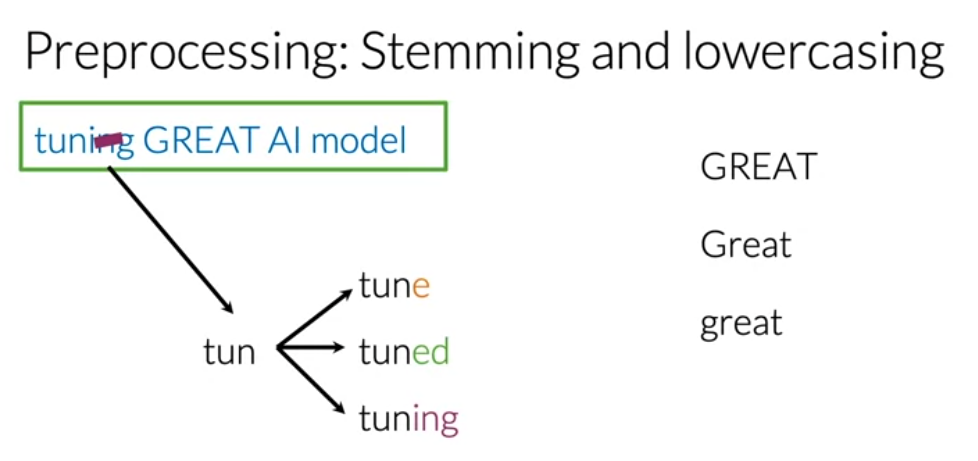 Preprocessing: Stemming and lowercasing
tuning GREAT AI model
GREAT
Great
great
tun
tune
tuned
tuning